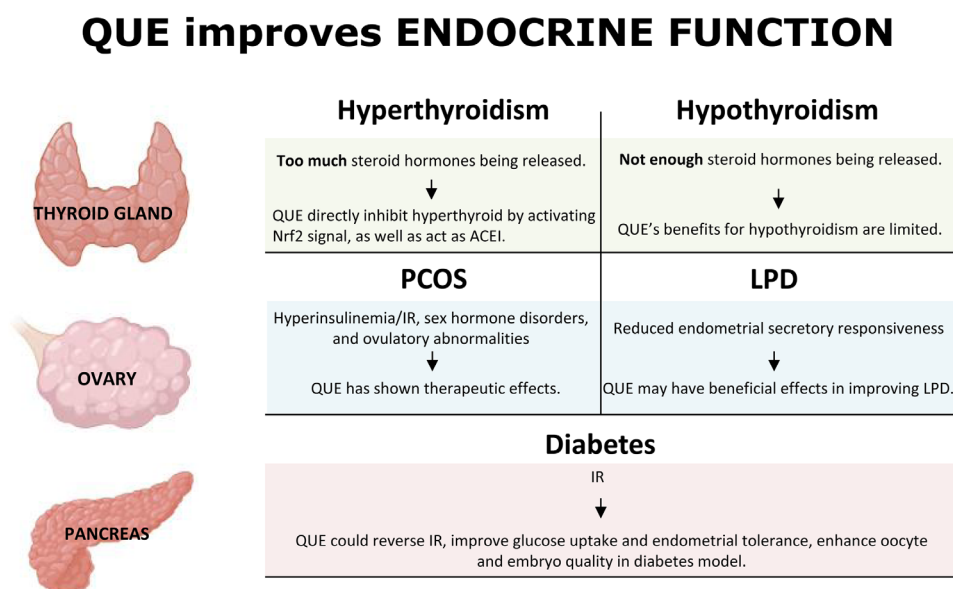 QUE improves ENDOCRINE FUNCTION
Hyperthyroidism
Hypothyroidism
THYROID GLAND
Too much steroid hormones being released.
QUE directly inhibit hyperthyroid by activating
Nrf2 signal, as well as act as ACEI.
Not enough steroid hormones being released.
QUE's benefits for hypothyroidism are limited.
PCOS
LPD
OVARY
Hyperinsulinemia/IR, sex hormone disorders,
and ovulatory abnormalities
QUE has shown therapeutic effects.
Reduced endometrial secretory responsiveness
QUE may have beneficial effects in improving LPD.
Diabetes
PANCREAS
IR
QUE could reverse IR, improve glucose uptake and endometrial tolerance, enhance oocyte
and embryo quality in diabetes model.